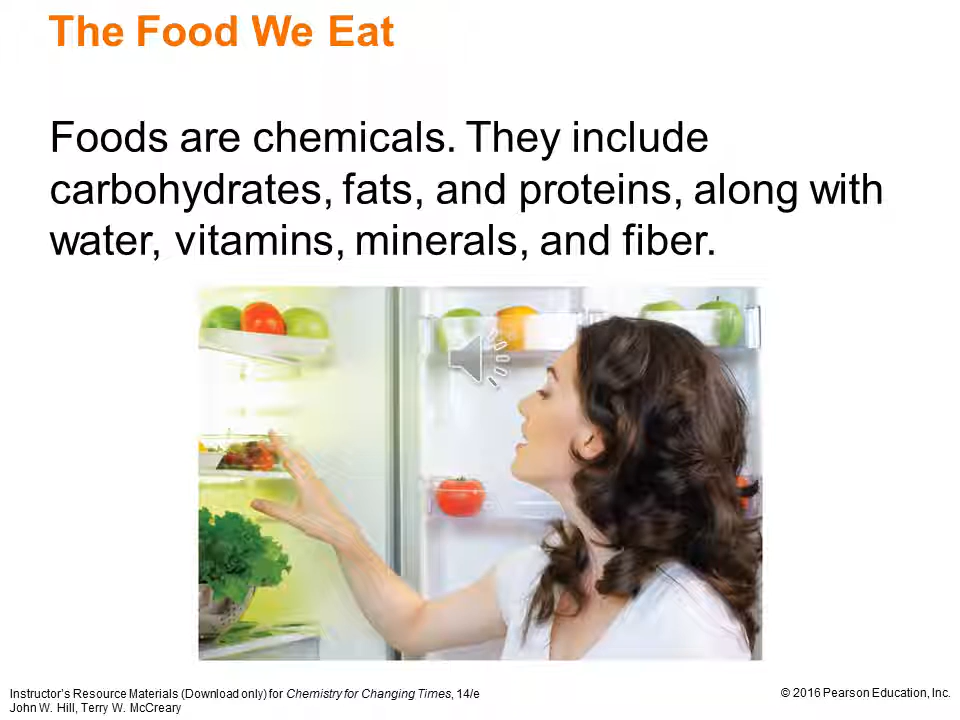 The Food We Eat
Foods are chemicals. They include
carbohydrates, fats, and proteins, along with
water, vitamins, minerals, and fiber.
Instructor's Resource Materials (Download only) for Chemistry for Changing Times, 14/e
John W. Hill, Terry W. McCreary
© 2016 Pearson Education, Inc.